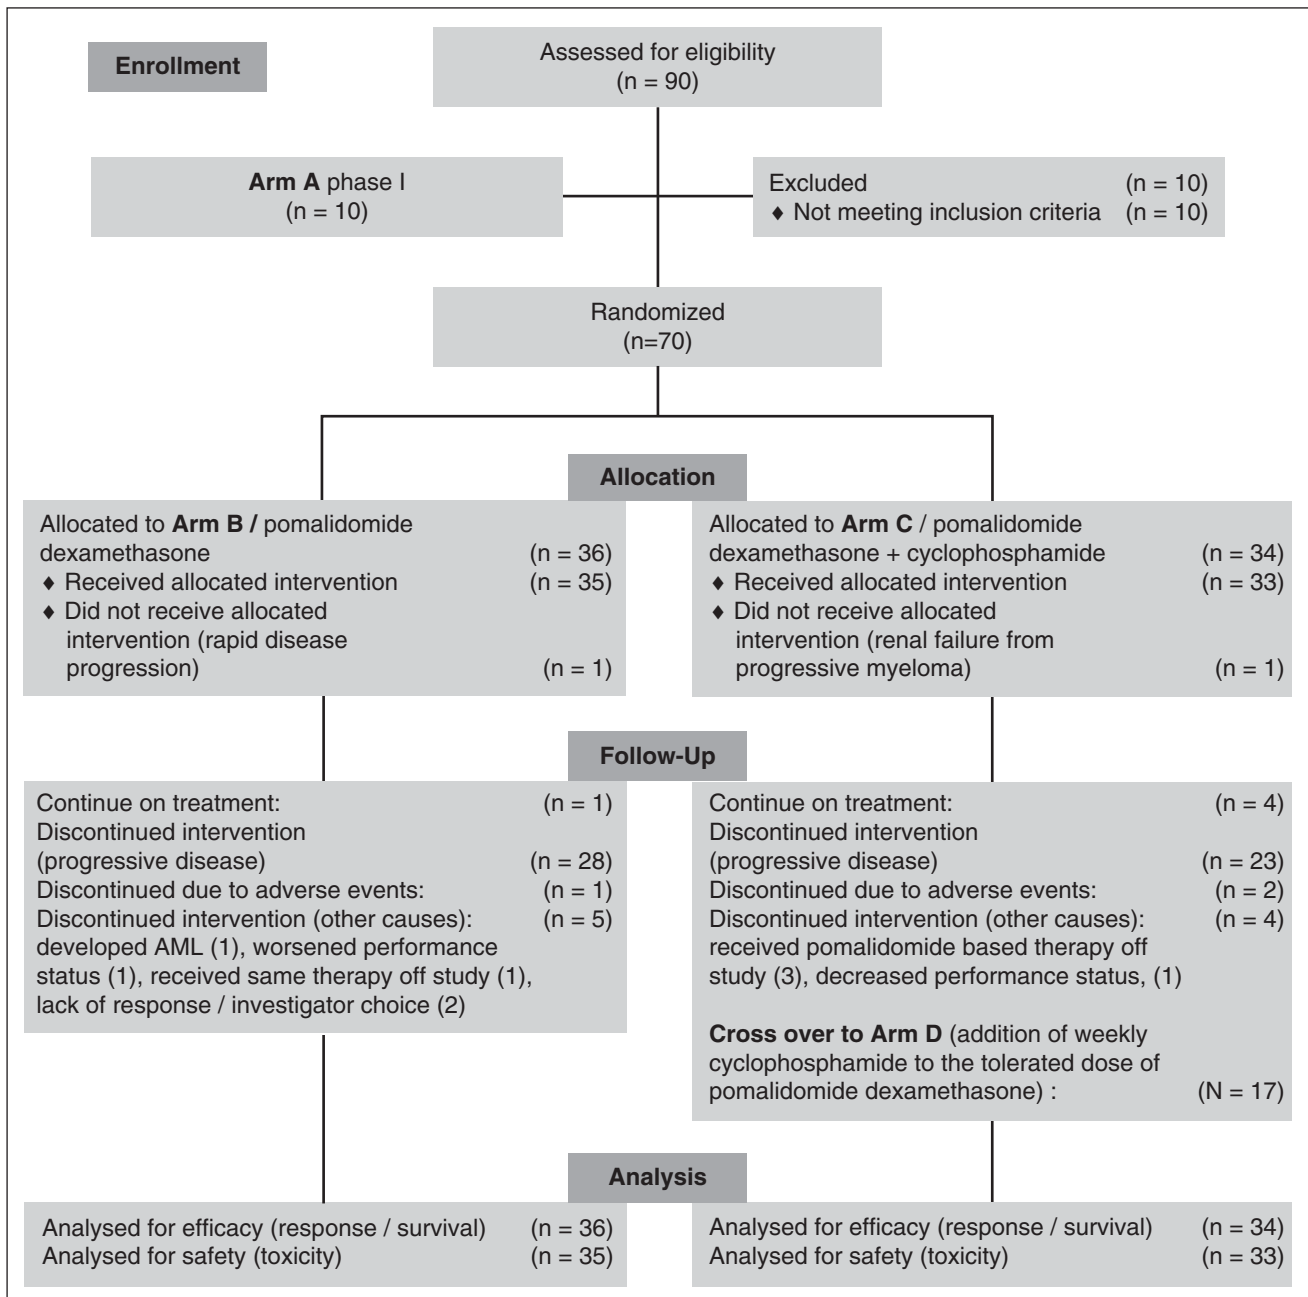 Enrollment
Assessed for eligibility
(n = 90)
Arm A phase I
(n = 10)
Excluded (n = 10)
♦ Not meeting inclusion criteria (n = 10)
Randomized
(n=70)
Allocation
Allocated to Arm B / pomalidomide
dexamethasone (n = 36)
♦ Received allocated intervention (n = 35)
♦ Did not receive allocated
intervention (rapid disease
progression) (n = 1)
Allocated to Arm C / pomalidomide
dexamethasone + cyclophosphamide (n = 34)
♦ Received allocated intervention (n = 33)
♦ Did not receive allocated
intervention (renal failure from
progressive myeloma) (n = 1)
Follow-Up
Continue on treatment: (n = 1)
Discontinued intervention
(progressive disease) (n = 28)
Discontinued due to adverse events: (n = 1)
Discontinued intervention (other causes): (n = 5)
developed AML (1), worsened performance
status (1), received same therapy off study (1),
lack of response / investigator choice (2)
Continue on treatment: (n = 4)
Discontinued intervention
(progressive disease) (n = 23)
Discontinued due to adverse events: (n = 2)
Discontinued intervention (other causes): (n = 4)
received pomalidomide based therapy off
study (3), decreased performance status, (1)
Cross over to Arm D (addition of weekly
cyclophosphamide to the tolerated dose of
pomalidomide dexamethasone) : (N = 17)
Analysis
Analysed for efficacy (response / survival) (n = 36)
Analysed for safety (toxicity) (n = 35)
Analysed for efficacy (response / survival) (n = 34)
Analysed for safety (toxicity) (n = 33)